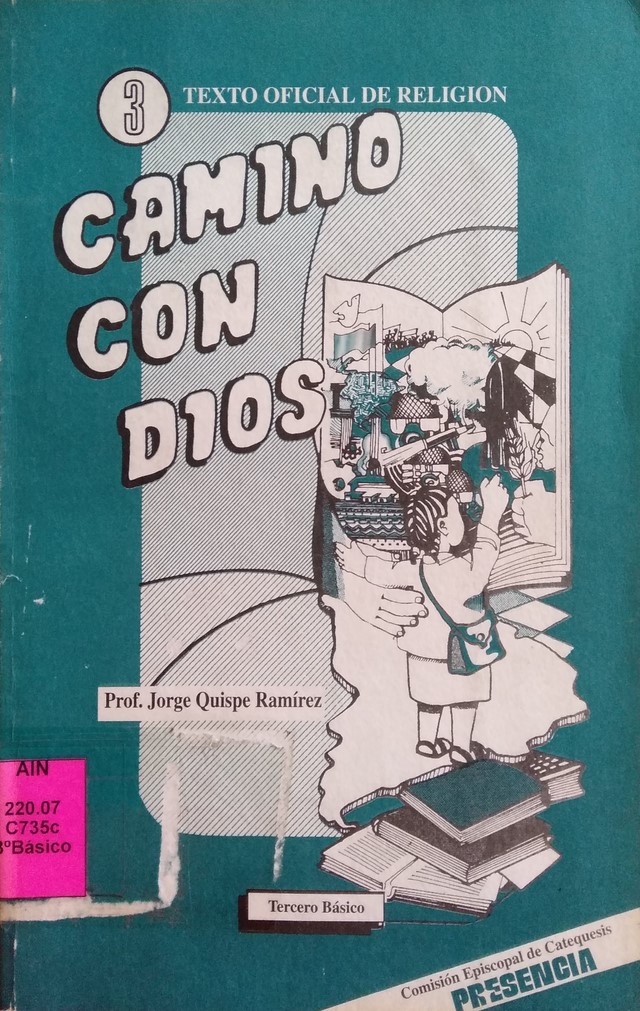 3
TEXTO OFICIAL DE RELIGION
CAMINO
CON
DIOS
Prof. Jorge Quispe Ramírez
AIN
220.07
C735c
3ºBásico
Tercero Básico
Comisión Episcopal de Catequesis
PRESENCIA